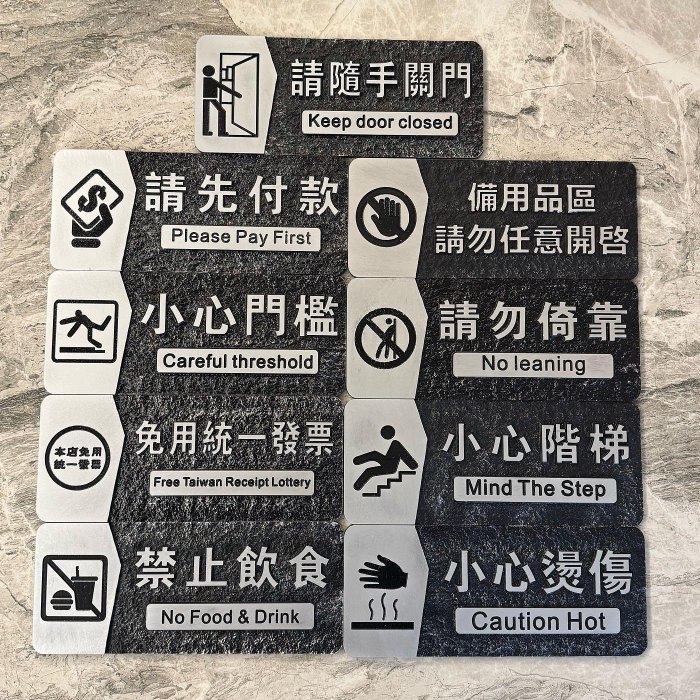 請隨手關門
Keep door closed
請先付款
Please Pay First
備用品區
請勿任意開啓
小心門檻
Careful threshold
請勿倚靠
No leaning
本店免用
統一發票
免用統一發票
Free Taiwan Receipt Lottery
小心階梯
Mind The Step
禁止飲食
No Food & Drink
小心燙傷
Caution Hot